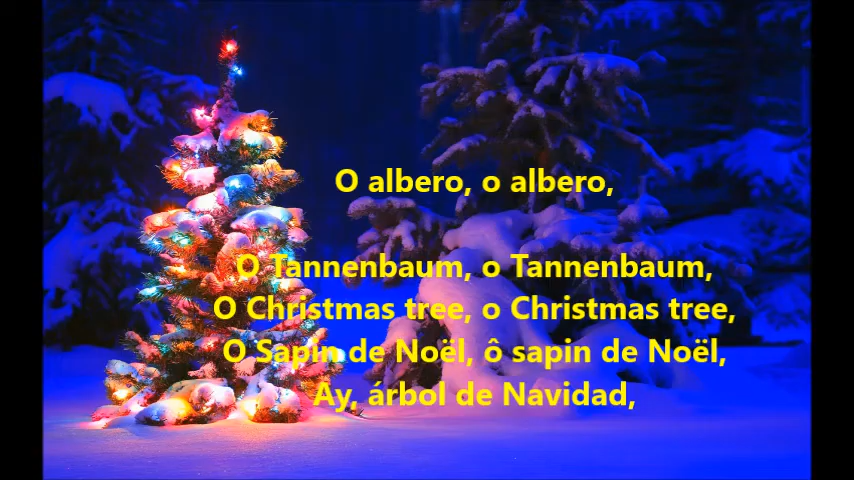 O albero, o albero,
O Tannenbaum, o Tannenbaum,
O Christmas tree, o Christmas tree,
O Sapin de Noël, ô sapin de Noël,
Ay, árbol de Navidad,